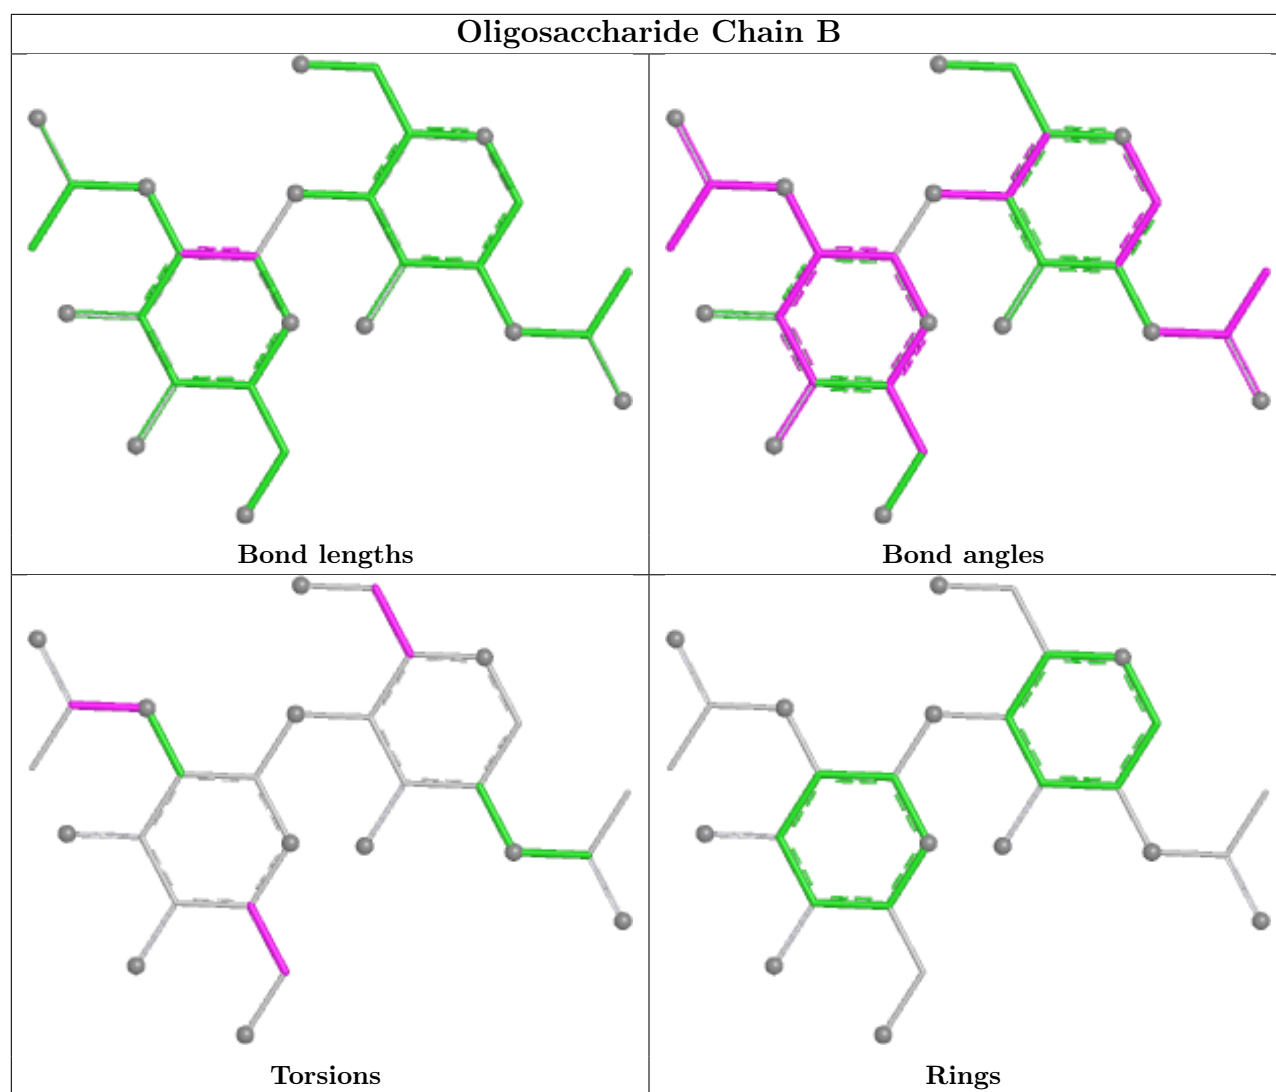 Oligosaccharide Chain B
Bond lengths
Bond angles
Torsions
Rings